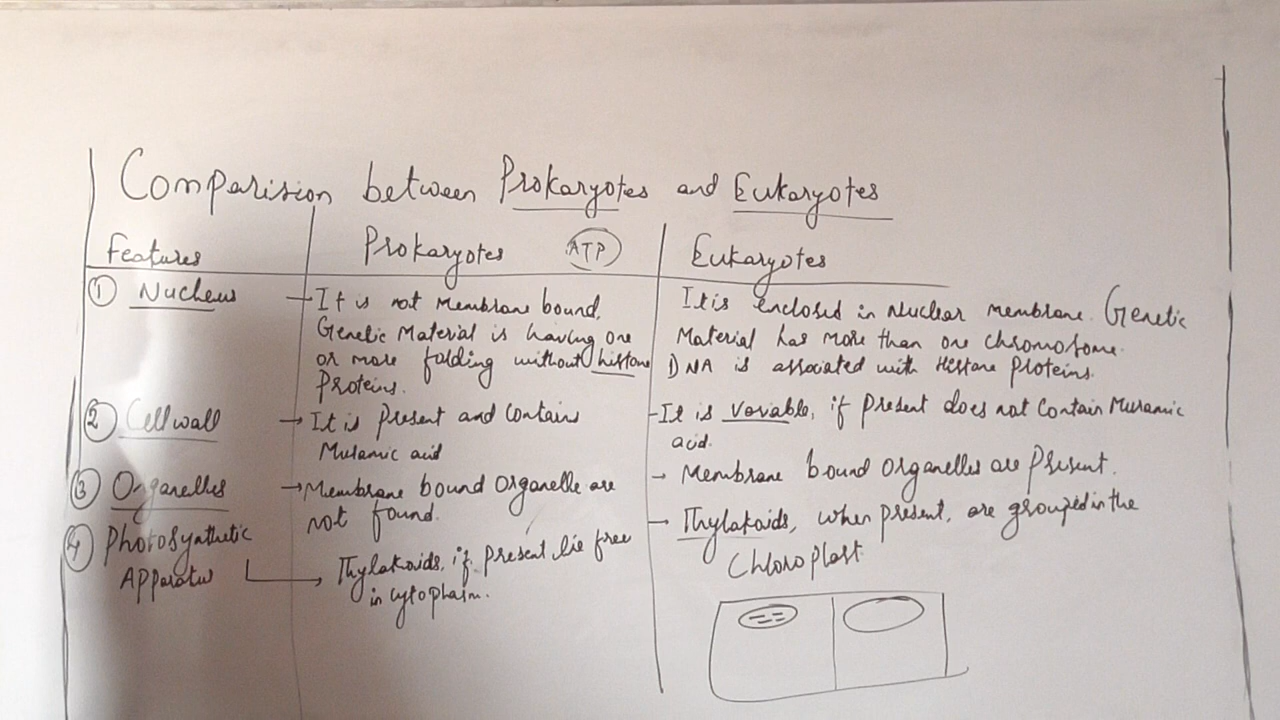 Comparision between Prokaryotes and Eukaryotes
Features Prokaryotes ATP Eukaryotes
① Nucleus → It is not Membrane bound.
Genetic Material is having one
or more folding without histone
Proteins.
It is enclosed in Nuclear membrane. Genetic
Material has more than one chromosome.
DNA is associated with Histone Proteins.
② Cell wall → It is Present and Contains
Muramic acid
- It is variable, if present does not Contain Muramic
acid.
③ Organelles → Membrane bound Organelle are
not found.
→ Membrane bound Organelles are Present.
④ Photosynthetic
Apparatus → Thylakoids, if present lie free
in cytoplasm.
→ Thylakoids, when present, are grouped in the
Chloroplast